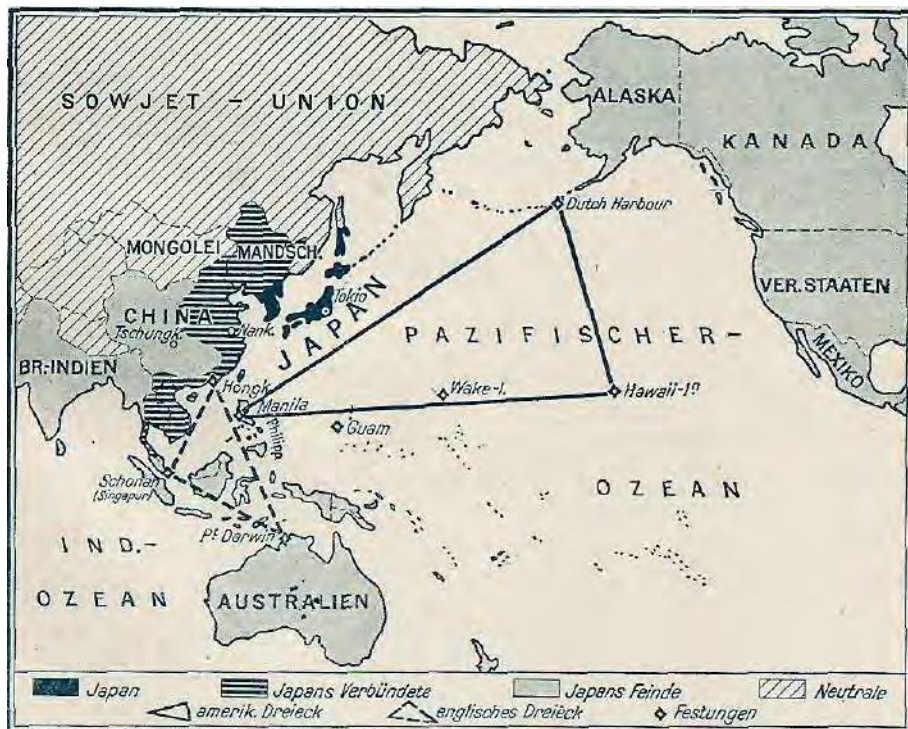 SOWJET - UNION
ALASKA
KANADA
Dutch Harbour
MONGOLEI
MANDSCH.
VER. STAATEN
Tokio
JAPAN
CHINA
Tschungk.
Nank.
PAZIFISCHER-
MEXIKO
BR.-INDIEN
Hongk.
Wake-I.
Hawaii-In
Manila
Guam
Philipp.
Schonan
(Singapur)
OZEAN
Pt. Darwin
IND.-
OZEAN
AUSTRALIEN
Japan
Japans Verbündete
Japans Feinde
Neutrale
amerik. Dreieck
englisches Dreieck
Festungen